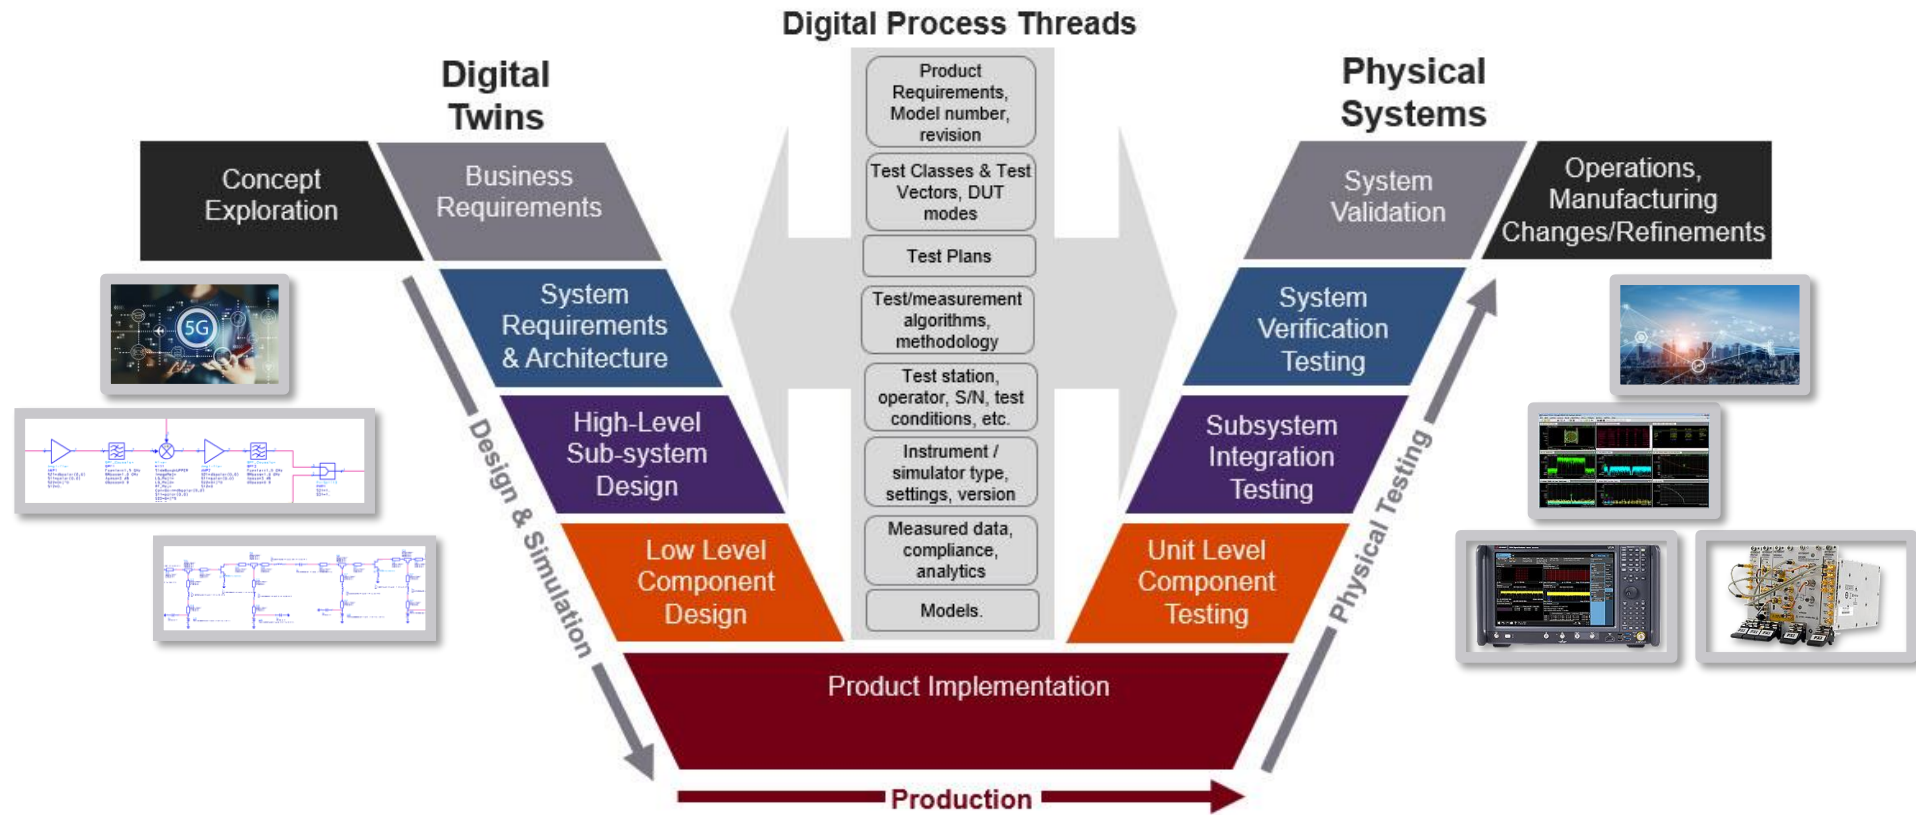 Digital Process Threads
Digital
Twins
Physical
Systems
Product
Requirements,
Model number,
revision
Test Classes & Test
Vectors, DUT
modes
Test Plans
Test/measurement
algorithms,
methodology
Test station,
operator, S/N, test
conditions, etc.
Instrument /
simulator type,
settings, version
Measured data,
compliance,
analytics
Models.
Concept
Exploration
Business
Requirements
System
Requirements
& Architecture
High-Level
Sub-system
Design
Low Level
Component
Design
Design & Simulation
Product Implementation
Production
Unit Level
Component
Testing
Subsystem
Integration
Testing
System
Verification
Testing
System
Validation
Operations,
Manufacturing
Changes/Refinements
Physical Testing
5G